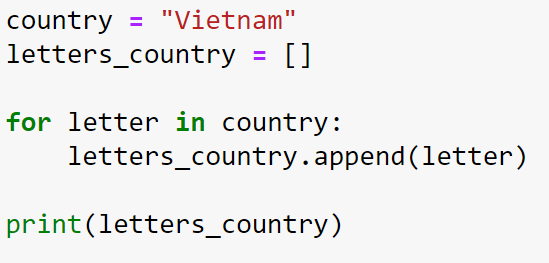 country = "Vietnam"
letters_country = []
for letter in country:
    letters_country.append(letter)
print(letters_country)